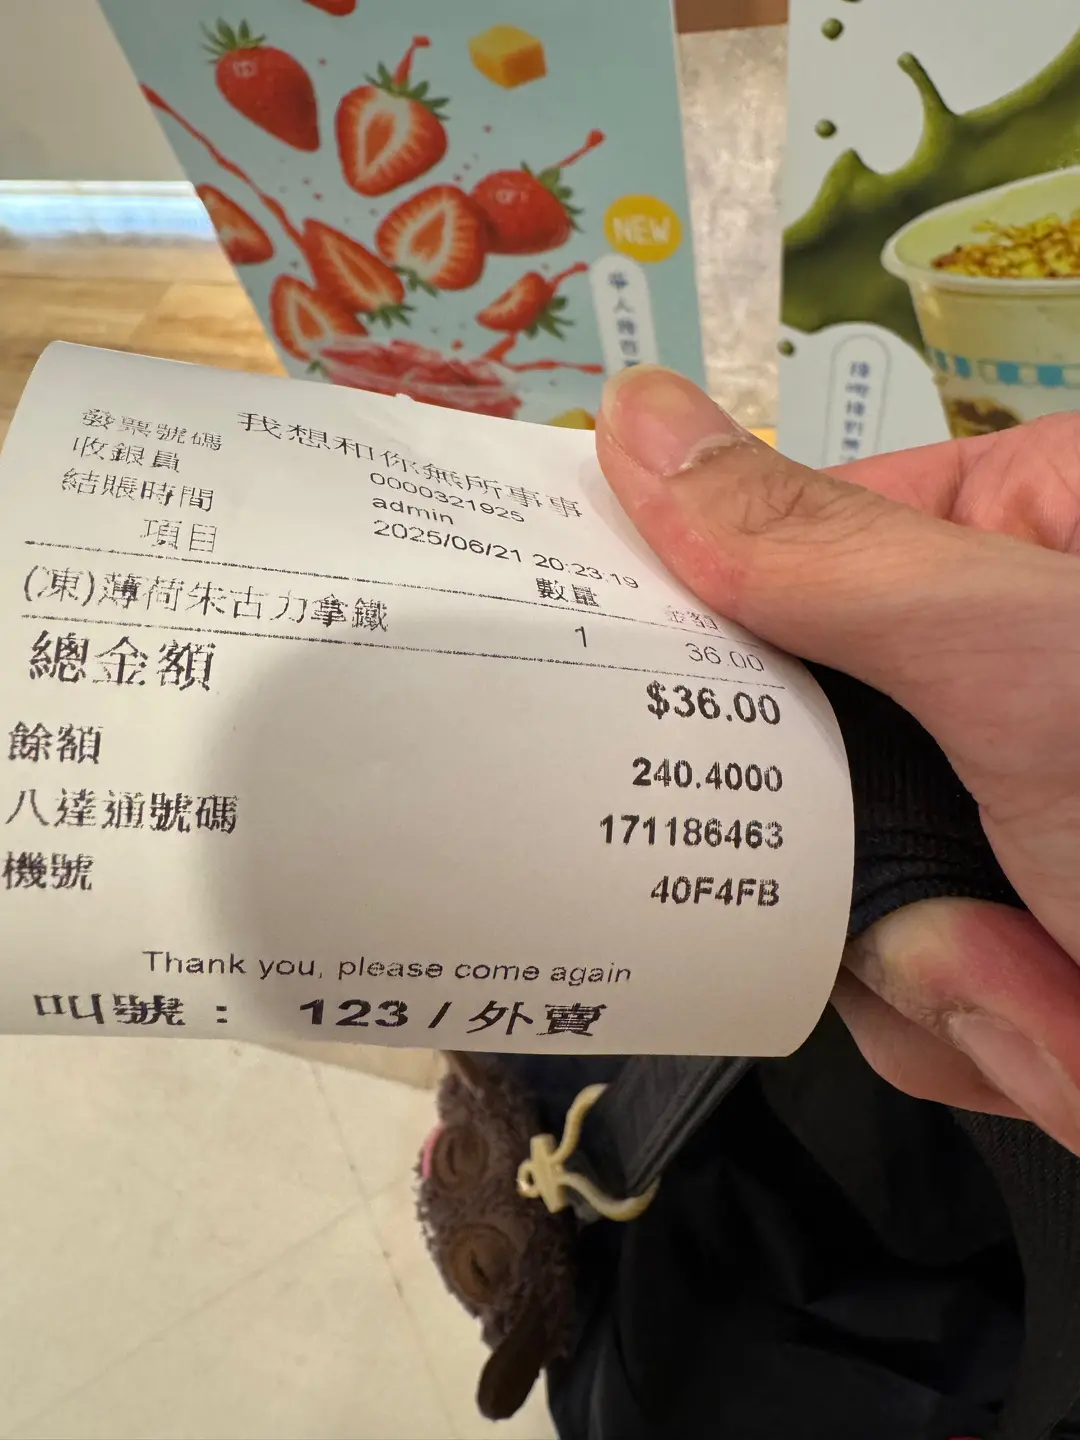 NEW
我想和你無所事事
發票號碼 0000321925
收銀員 admin
結賬時間 2025/06/21 20:23:19
項目 數量 金額
(凍)薄荷朱古力拿鐵 1 36.00
總金額 $36.00
餘額 240.4000
八達通號碼 171186463
機號 40F4FB
Thank you, please come again
叫號： 123 / 外賣